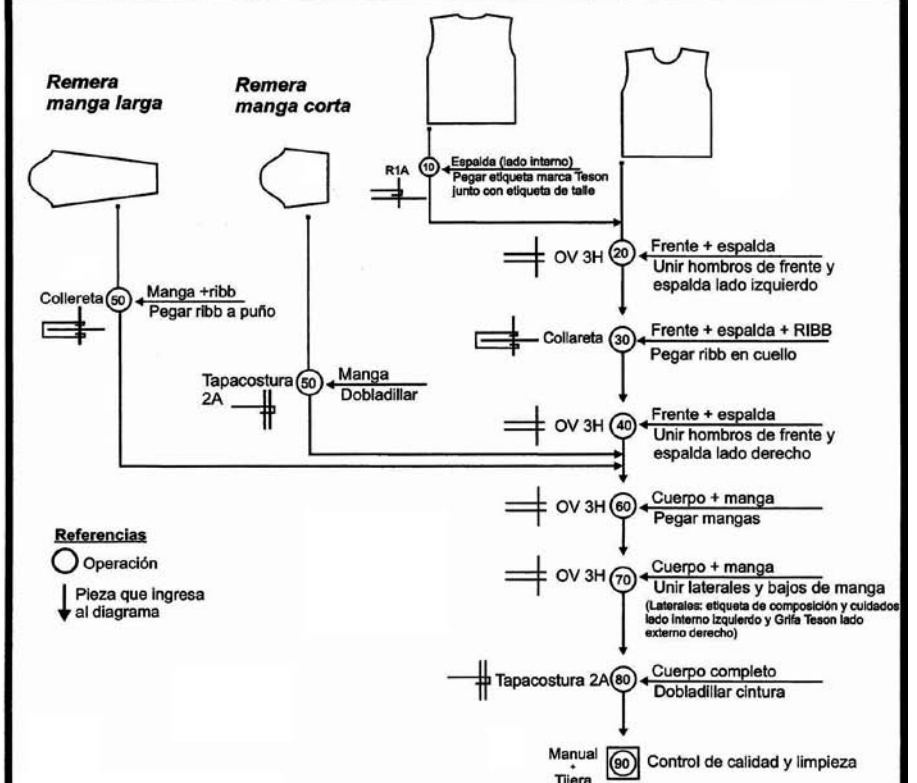 Remera
manga larga
Remera
manga corta
R1A
10
Espalda (lado interno)
Pegar etiqueta marca Teson
junto con etiqueta de talle
OV 3H
20
Frente + espalda
Unir hombros de frente y
espalda lado izquierdo
Collereta
50
Manga +ribb
Pegar ribb a puño
Collareta
30
Frente + espalda + RIBB
Pegar ribb en cuello
Tapacostura
2A
50
Manga
Dobladillar
OV 3H
40
Frente + espalda
Unir hombros de frente y
espalda lado derecho
OV 3H
60
Cuerpo + manga
Pegar mangas
Referencias
Operación
Pieza que ingresa
al diagrama
OV 3H
70
Cuerpo + manga
Unir laterales y bajos de manga
(Laterales: etiqueta de composición y cuidados
lado interno izquierdo y Grifa Teson lado
externo derecho)
Tapacostura 2A
80
Cuerpo completo
Dobladillar cintura
Manual
+
Tijera
90
Control de calidad y limpieza